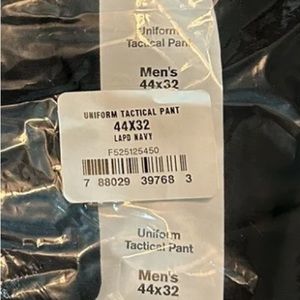 Uniform
Tactical Pant
Men's
44x32
UNIFORM TACTICAL PANT
44X32
LAPD NAVY
F525125450
7 88029 39768 3
Uniform
Tactical Pant
Men's
44x32